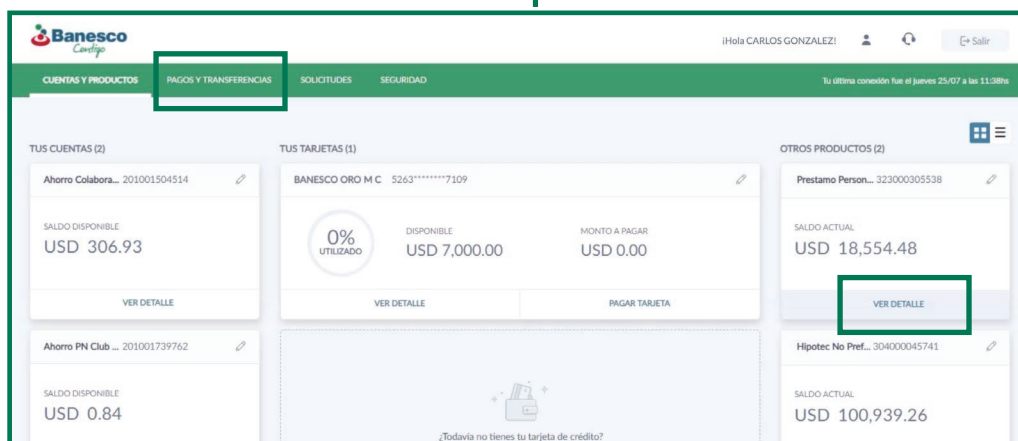 Banesco
Contigo
¡Hola CARLOS GONZALEZ!
Salir
CUENTAS Y PRODUCTOS
PAGOS Y TRANSFERENCIAS
SOLICITUDES
SEGURIDAD
Tu última conexión fue el jueves 25/07 a las 11:38hs
TUS CUENTAS (2)
Ahorro Colabora... 201001504514
SALDO DISPONIBLE
USD 306.93
VER DETALLE
Ahorro PN Club ... 201001739762
SALDO DISPONIBLE
USD 0.84
TUS TARJETAS (1)
BANESCO ORO M C 5263********7109
0%
UTILIZADO
DISPONIBLE
USD 7,000.00
MONTO A PAGAR
USD 0.00
VER DETALLE
PAGAR TARJETA
¿Todavia no tienes tu tarjeta de crédito?
OTROS PRODUCTOS (2)
Prestamo Person... 323000305538
SALDO ACTUAL
USD 18,554.48
VER DETALLE
Hipotec No Pref... 304000045741
SALDO ACTUAL
USD 100,939.26